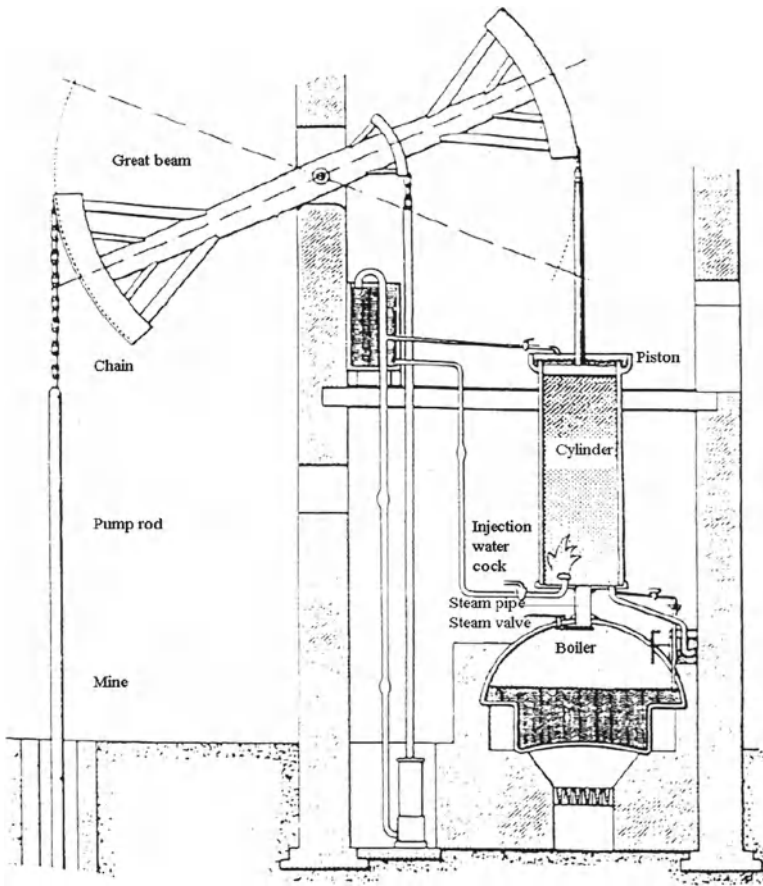 Great beam
Chain
Piston
Cylinder
Pump rod
Injection
water
cock
Steam pipe
Steam valve
Boiler
Mine